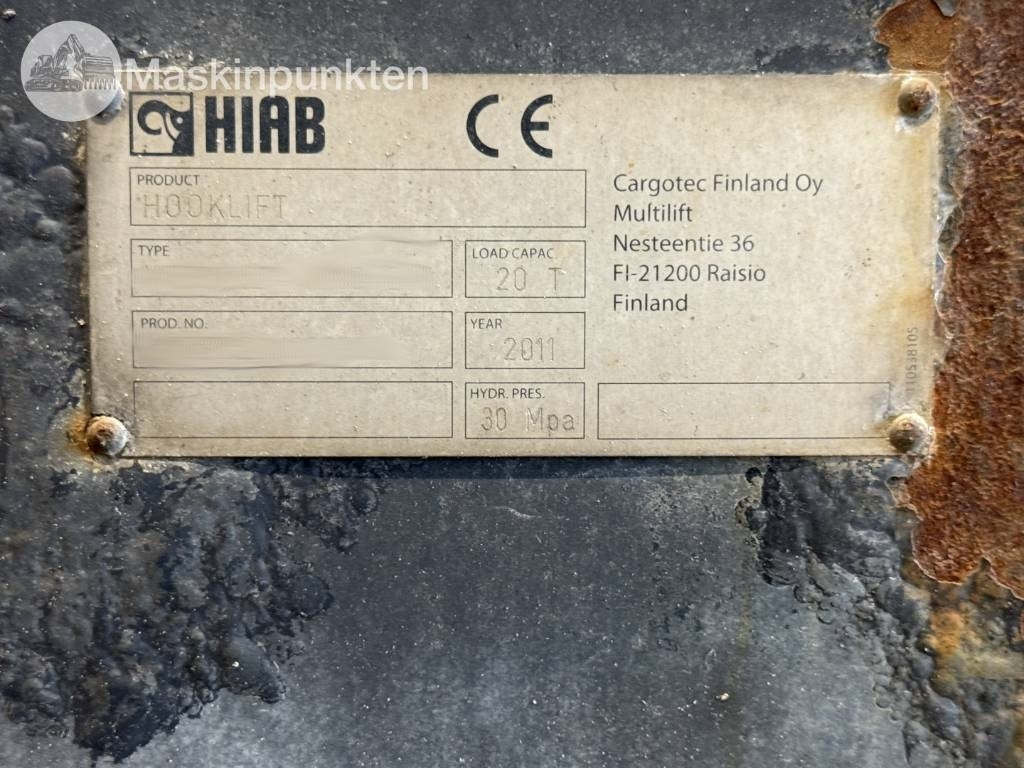 Maskinpunkten
HIAB CE
PRODUCT
HOOKLIFT
TYPE
LOAD CAPAC.
20 T
PROD. NO.
YEAR
2011
HYDR. PRES.
30 Mpa
Cargotec Finland Oy
Multilift
Nesteentie 36
FI-21200 Raisio
Finland